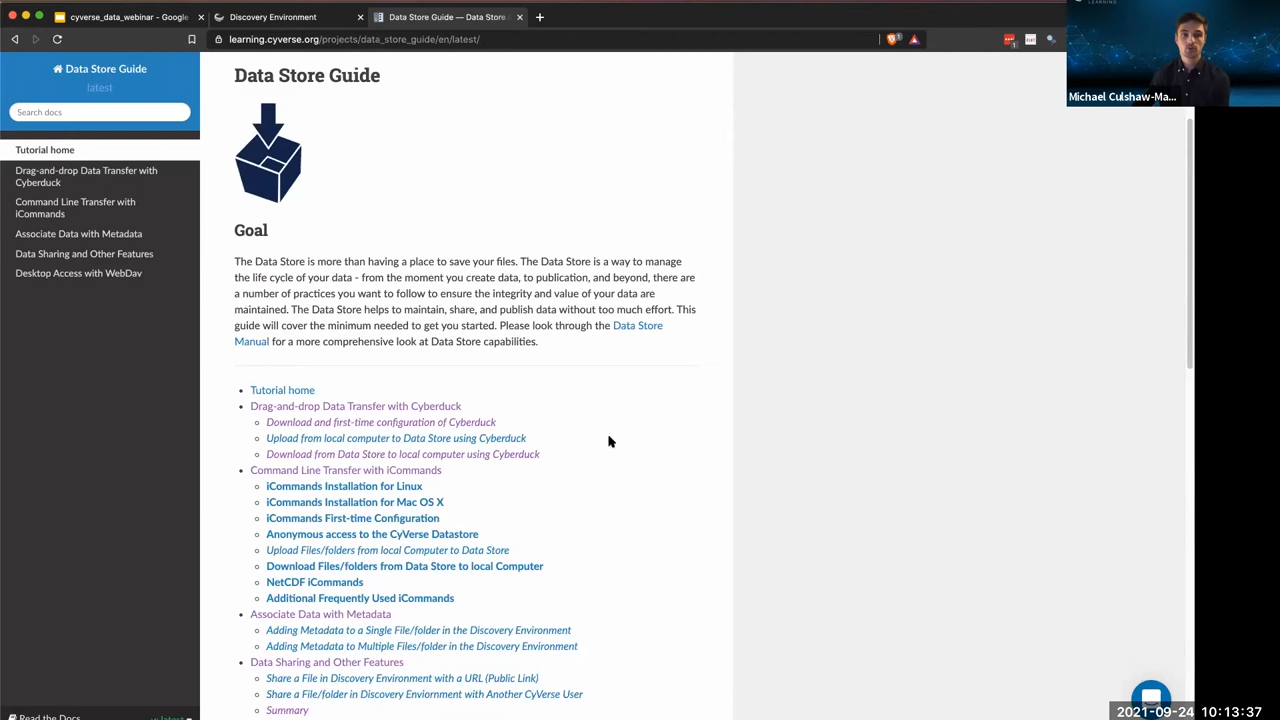 cyverse_data_webinar - Google
Discovery Environment
Data Store Guide — Data Store
learning.cyverse.org/projects/data_store_guide/en/latest/
LEARNING
Michael Culshaw-Ma...
Data Store Guide
latest
Search docs
Tutorial home
Drag-and-drop Data Transfer with
Cyberduck
Command Line Transfer with
iCommands
Associate Data with Metadata
Data Sharing and Other Features
Desktop Access with WebDav
Data Store Guide
Goal
The Data Store is more than having a place to save your files. The Data Store is a way to manage
the life cycle of your data - from the moment you create data, to publication, and beyond, there are
a number of practices you want to follow to ensure the integrity and value of your data are
maintained. The Data Store helps to maintain, share, and publish data without too much effort. This
guide will cover the minimum needed to get you started. Please look through the Data Store
Manual for a more comprehensive look at Data Store capabilities.
Tutorial home
Drag-and-drop Data Transfer with Cyberduck
Download and first-time configuration of Cyberduck
Upload from local computer to Data Store using Cyberduck
Download from Data Store to local computer using Cyberduck
Command Line Transfer with iCommands
iCommands Installation for Linux
iCommands Installation for Mac OS X
iCommands First-time Configuration
Anonymous access to the CyVerse Datastore
Upload Files/folders from local Computer to Data Store
Download Files/folders from Data Store to local Computer
NetCDF iCommands
Additional Frequently Used iCommands
Associate Data with Metadata
Adding Metadata to a Single File/folder in the Discovery Environment
Adding Metadata to Multiple Files/folder in the Discovery Environment
Data Sharing and Other Features
Share a File in Discovery Environment with a URL (Public Link)
Share a File/folder in Discovery Enviornment with Another CyVerse User
Summary
Read the Docs
v: latest
2021-09-24 10:13:37